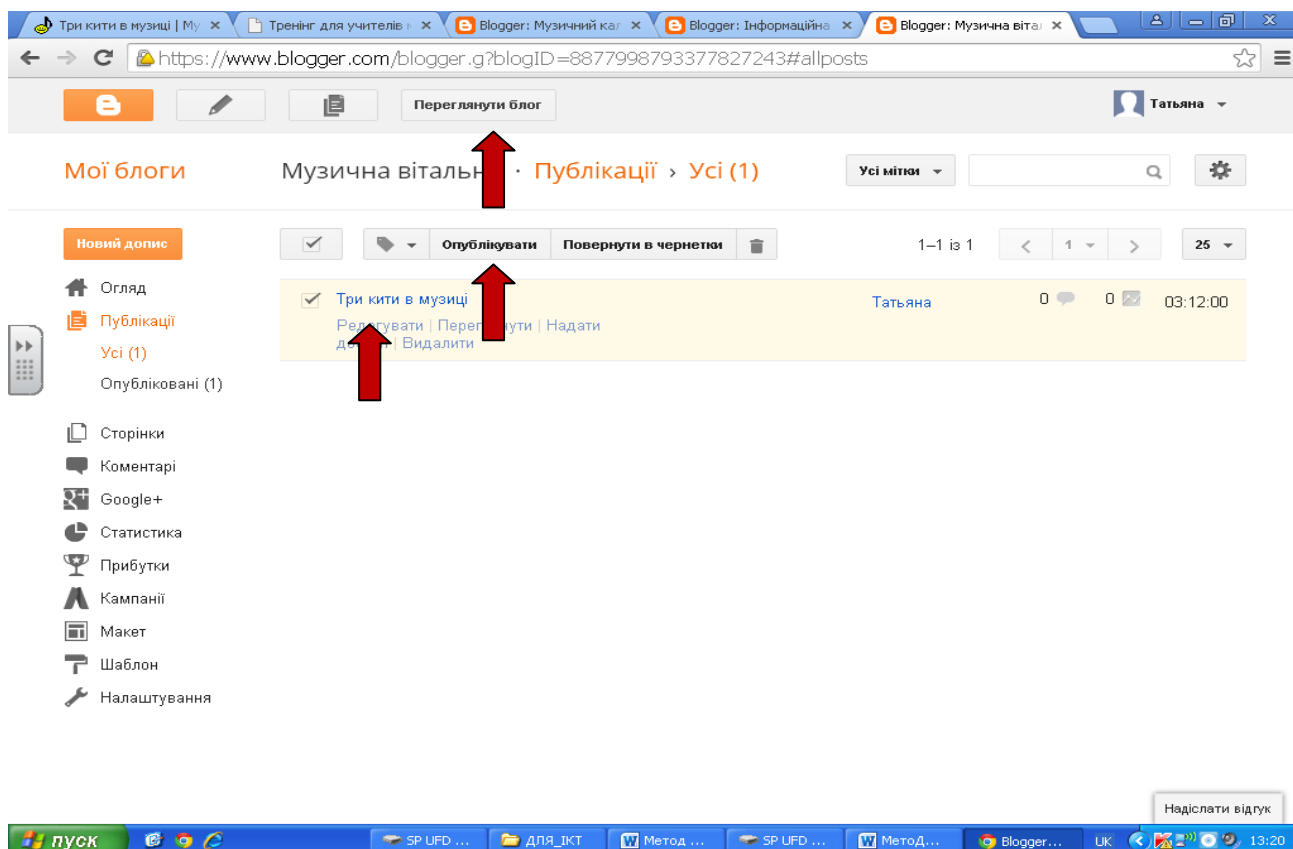 Три кити в музиці | Му
Тренінг для учителів
Blogger: Музичний кал
Blogger: Інформаційна
Blogger: Музична віта
https://www.blogger.com/blogger.g?blogID=8877998793377827243#allposts
Переглянути блог
Татьяна
Мої блоги
Музична вітальн · Публікації › Усі (1)
Усі мітки
Новий допис
Опублікувати
Повернути в чернетки
1–1 із 1
1
25
Огляд
Три кити в музиці
Татьяна
0
0
03:12:00
Публікації
Редагувати | Переглянути | Надати
Видалити
Усі (1)
Опубліковані (1)
Сторінки
Коментарі
Google+
Статистика
Прибутки
Кампанії
Макет
Шаблон
Налаштування
Надіслати відгук
пуск
SP UFD ...
ДЛЯ_ІКТ
Метод ...
SP UFD ...
МетоД...
Blogger...
UK
13:20